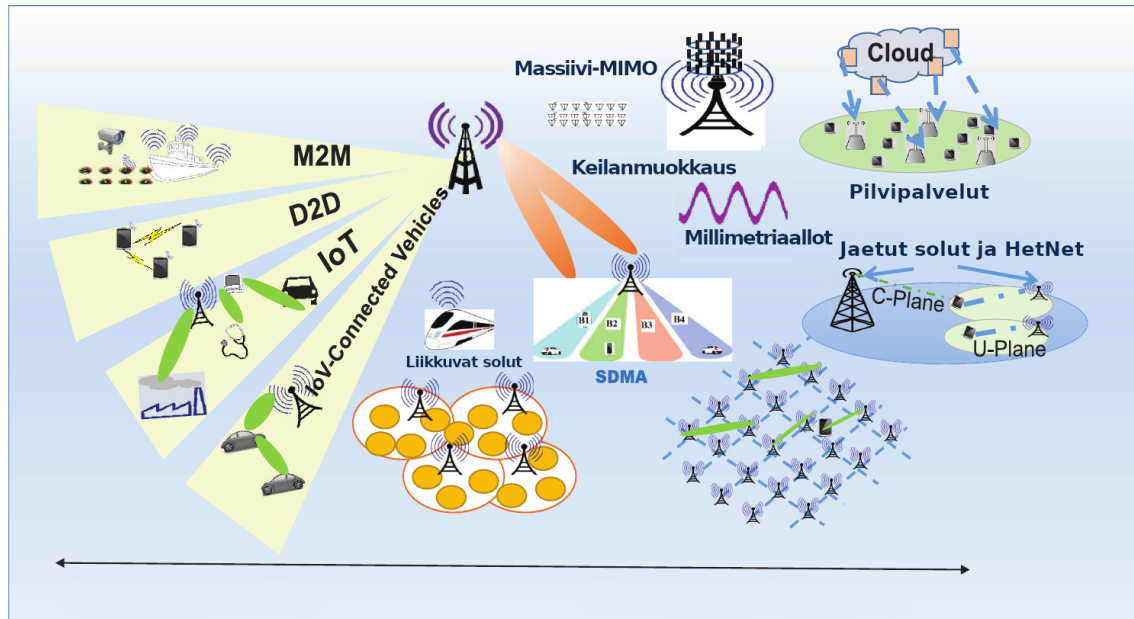 Massiivi-MIMO
Cloud
M2M
D2D
IoT
IoV-Connected Vehicles
Keilanmuokkaus
Millimetriaallot
Pilvipalvelut
Jaetut solut ja HetNet
C-Plane
U-Plane
B1
B2
B3
B4
SDMA
Liikkuvat solut